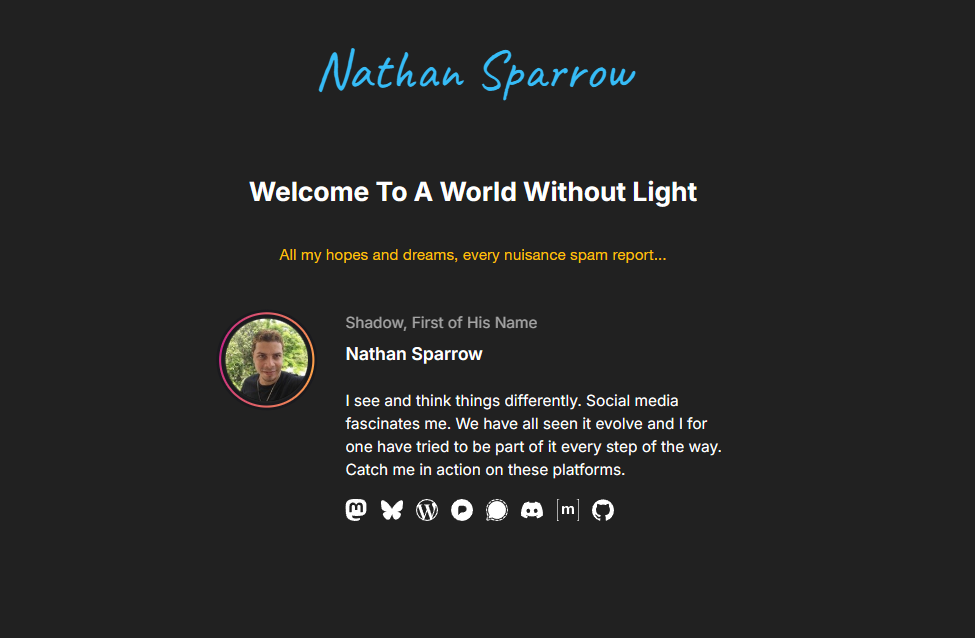 Nathan Sparrow
Welcome To A World Without Light
All my hopes and dreams, every nuisance spam report...
Shadow, First of His Name
Nathan Sparrow
I see and think things differently. Social media
fascinates me. We have all seen it evolve and I for
one have tried to be part of it every step of the way.
Catch me in action on these platforms.
[m]